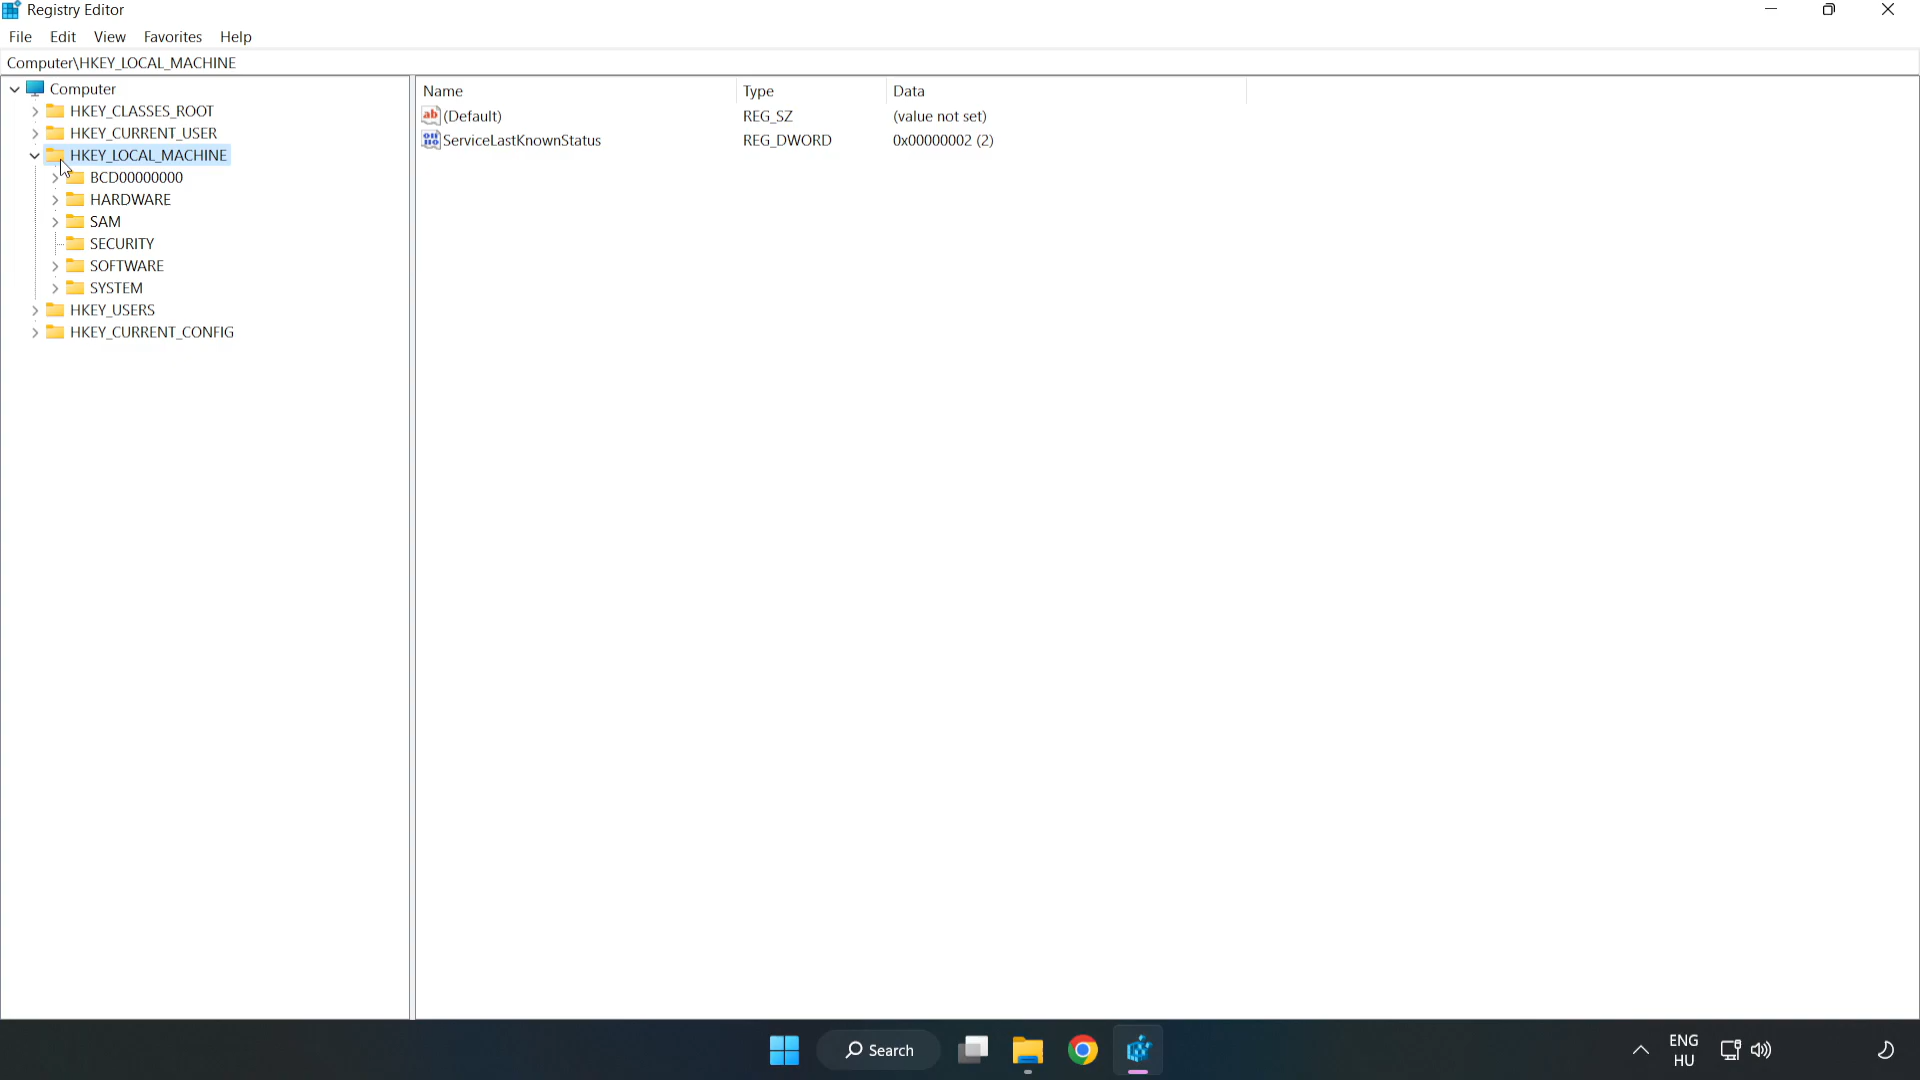 Registry Editor
File Edit View Favorites Help
Computer\HKEY_LOCAL_MACHINE
Computer
HKEY_CLASSES_ROOT
HKEY_CURRENT_USER
HKEY_LOCAL_MACHINE
BCD00000000
HARDWARE
SAM
SECURITY
SOFTWARE
SYSTEM
HKEY_USERS
HKEY_CURRENT_CONFIG
Name Type Data
(Default) REG_SZ (value not set)
ServiceLastKnownStatus REG_DWORD 0x00000002 (2)
Search
ENG
HU